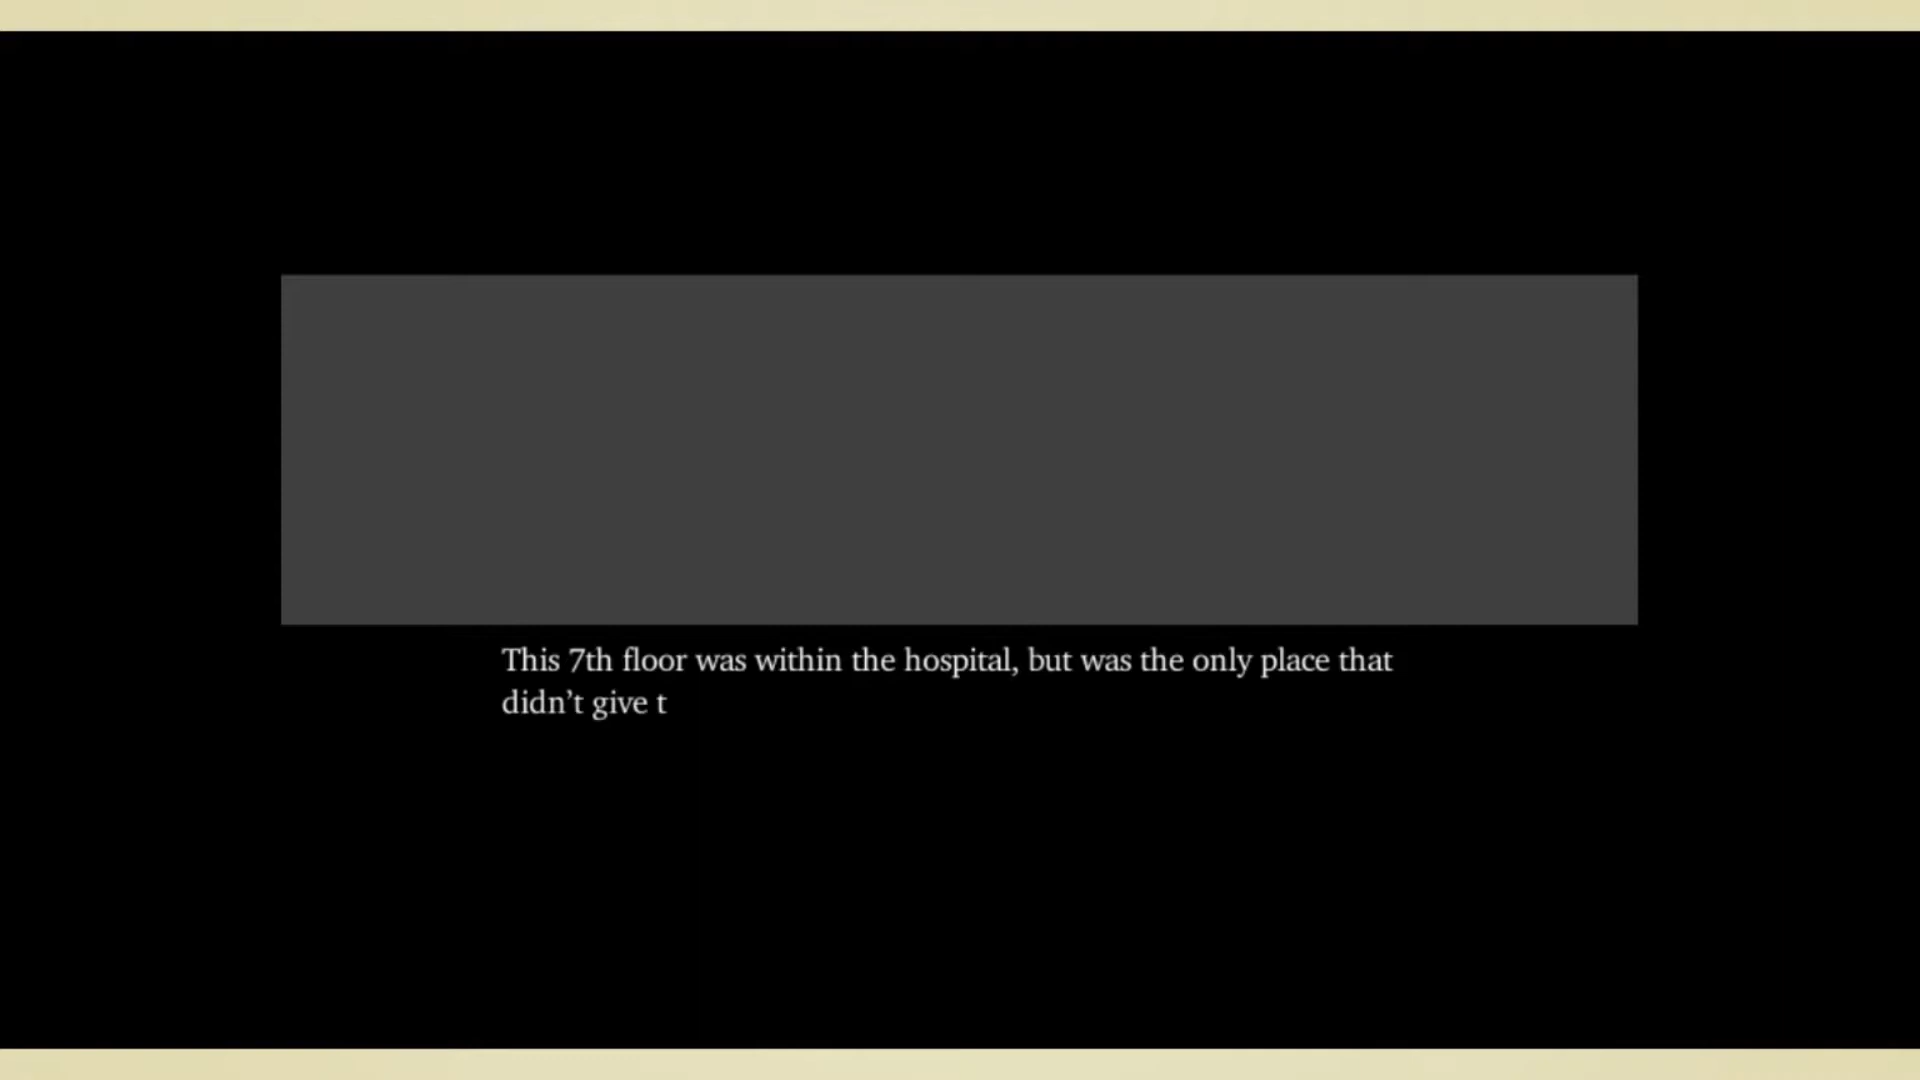 This 7th floor was within the hospital, but was the only place that
didn’t give t